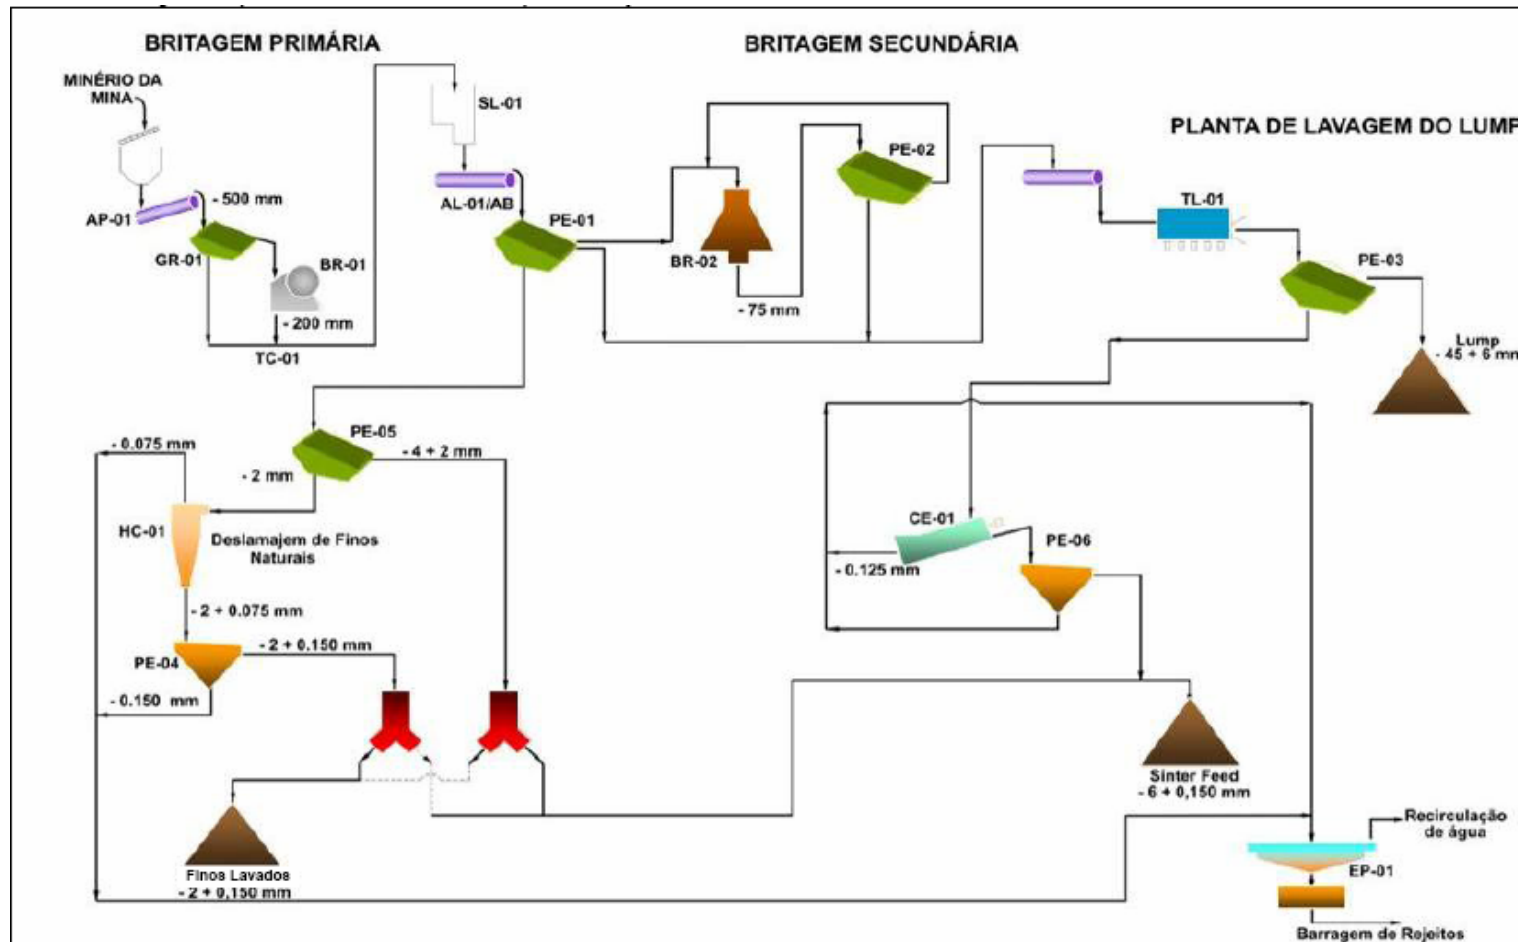 BRITAGEM PRIMÁRIA
BRITAGEM SECUNDÁRIA
MINÉRIO DA
MINA
SL-01
PLANTA DE LAVAGEM DO LUMP
PE-02
AP-01
- 500 mm
AL-01/AB
PE-01
TL-01
GR-01
BR-01
BR-02
PE-03
- 200 mm
- 75 mm
TC-01
Lump
- 45 + 6 mm
PE-05
- 0.075 mm
- 4 + 2 mm
- 2 mm
HC-01
Deslamajem de Finos
Naturais
CE-01
PE-06
- 0.125 mm
- 2 + 0.075 mm
- 2 + 0.150 mm
PE-04
- 0.150 mm
Sinter Feed
- 6 + 0,150 mm
Recirculação
de água
Finos Lavados
- 2 + 0,150 mm
EP-01
Barragem de Rejeitos